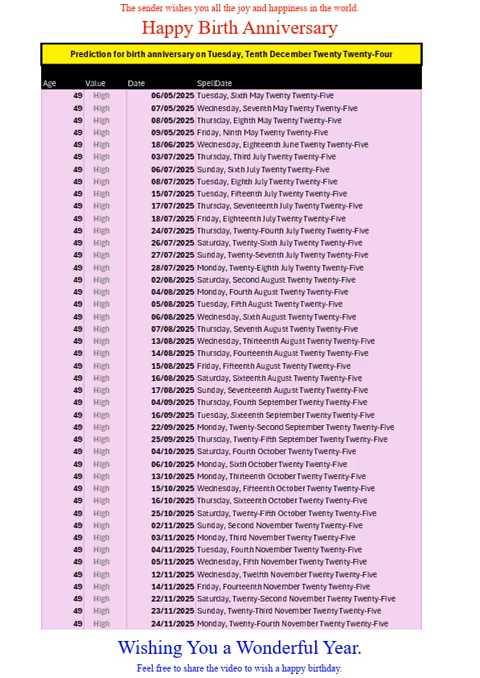 The sender wishes you all the joy and happiness in the world.
Happy Birth Anniversary
Prediction for birth anniversary on Tuesday, Tenth December Twenty Twenty-Four
Age Value Date SpellDate
49 High 06/05/2025 Tuesday, Sixth May Twenty Twenty-Five
49 High 07/05/2025 Wednesday, Seventh May Twenty Twenty-Five
49 High 08/05/2025 Thursday, Eighth May Twenty Twenty-Five
49 High 09/05/2025 Friday, Ninth May Twenty Twenty-Five
49 High 18/06/2025 Wednesday, Eighteenth June Twenty Twenty-Five
49 High 03/07/2025 Thursday, Third July Twenty Twenty-Five
49 High 06/07/2025 Sunday, Sixth July Twenty Twenty-Five
49 High 08/07/2025 Tuesday, Eighth July Twenty Twenty-Five
49 High 15/07/2025 Tuesday, Fifteenth July Twenty Twenty-Five
49 High 17/07/2025 Thursday, Seventeenth July Twenty Twenty-Five
49 High 18/07/2025 Friday, Eighteenth July Twenty Twenty-Five
49 High 24/07/2025 Thursday, Twenty-Fourth July Twenty Twenty-Five
49 High 26/07/2025 Saturday, Twenty-Sixth July Twenty Twenty-Five
49 High 27/07/2025 Sunday, Twenty-Seventh July Twenty Twenty-Five
49 High 28/07/2025 Monday, Twenty-Eighth July Twenty Twenty-Five
49 High 02/08/2025 Saturday, Second August Twenty Twenty-Five
49 High 04/08/2025 Monday, Fourth August Twenty Twenty-Five
49 High 05/08/2025 Tuesday, Fifth August Twenty Twenty-Five
49 High 06/08/2025 Wednesday, Sixth August Twenty Twenty-Five
49 High 07/08/2025 Thursday, Seventh August Twenty Twenty-Five
49 High 13/08/2025 Wednesday, Thirteenth August Twenty Twenty-Five
49 High 14/08/2025 Thursday, Fourteenth August Twenty Twenty-Five
49 High 15/08/2025 Friday, Fifteenth August Twenty Twenty-Five
49 High 16/08/2025 Saturday, Sixteenth August Twenty Twenty-Five
49 High 17/08/2025 Sunday, Seventeenth August Twenty Twenty-Five
49 High 04/09/2025 Thursday, Fourth September Twenty Twenty-Five
49 High 16/09/2025 Tuesday, Sixteenth September Twenty Twenty-Five
49 High 22/09/2025 Monday, Twenty-Second September Twenty Twenty-Five
49 High 25/09/2025 Thursday, Twenty-Fifth September Twenty Twenty-Five
49 High 04/10/2025 Saturday, Fourth October Twenty Twenty-Five
49 High 06/10/2025 Monday, Sixth October Twenty Twenty-Five
49 High 13/10/2025 Monday, Thirteenth October Twenty Twenty-Five
49 High 15/10/2025 Wednesday, Fifteenth October Twenty Twenty-Five
49 High 16/10/2025 Thursday, Sixteenth October Twenty Twenty-Five
49 High 25/10/2025 Saturday, Twenty-Fifth October Twenty Twenty-Five
49 High 02/11/2025 Sunday, Second November Twenty Twenty-Five
49 High 03/11/2025 Monday, Third November Twenty Twenty-Five
49 High 04/11/2025 Tuesday, Fourth November Twenty Twenty-Five
49 High 05/11/2025 Wednesday, Fifth November Twenty Twenty-Five
49 High 12/11/2025 Wednesday, Twelfth November Twenty Twenty-Five
49 High 14/11/2025 Friday, Fourteenth November Twenty Twenty-Five
49 High 22/11/2025 Saturday, Twenty-Second November Twenty Twenty-Five
49 High 23/11/2025 Sunday, Twenty-Third November Twenty Twenty-Five
49 High 24/11/2025 Monday, Twenty-Fourth November Twenty Twenty-Five
Wishing You a Wonderful Year.
Feel free to share the video to wish a happy birthday.